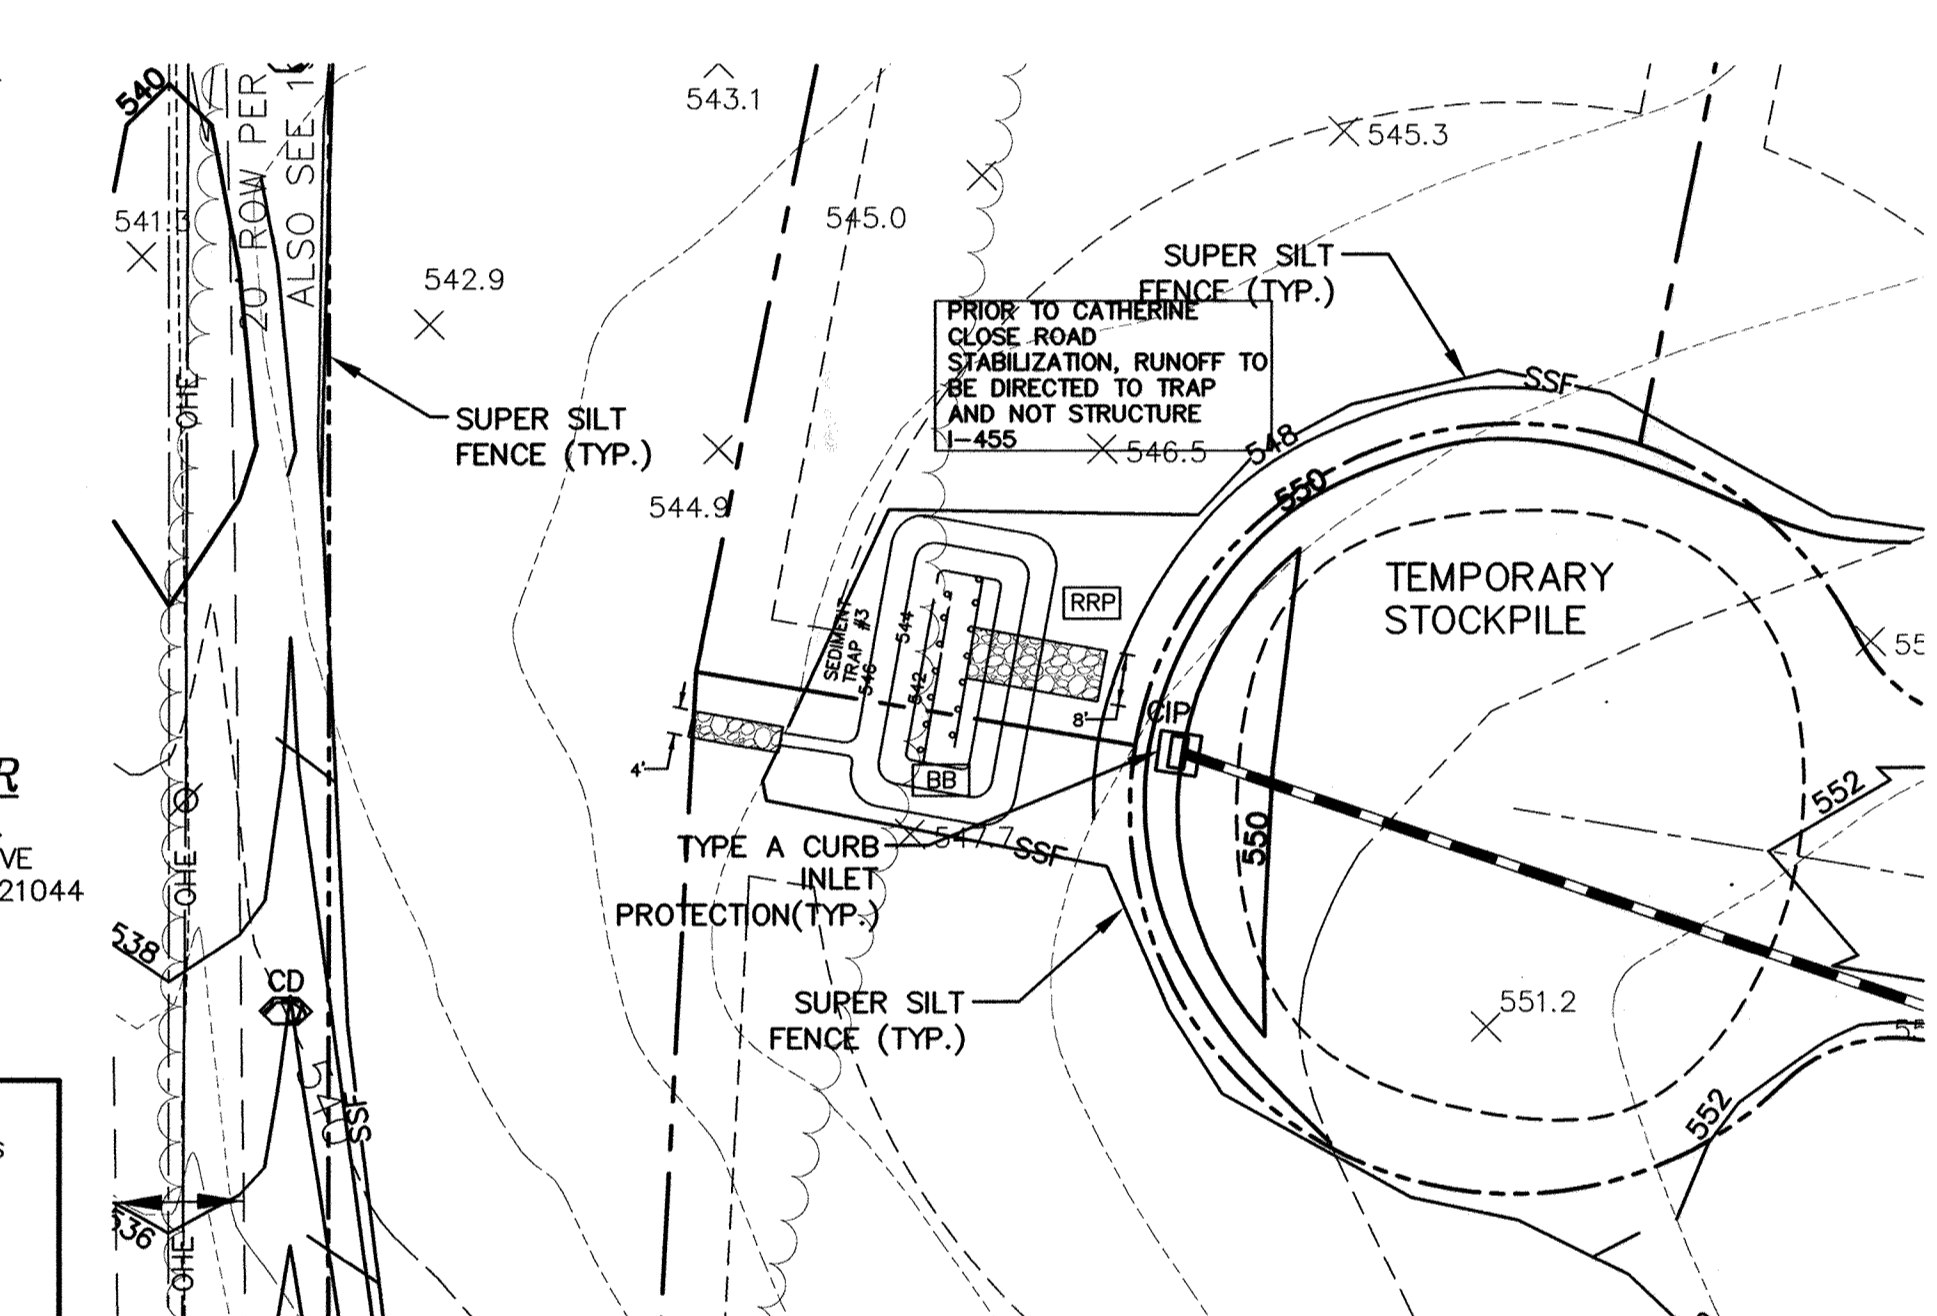 540
20 ROW PER
ALSO SEE
543.1
545.3
541.3
545.0
542.9
SUPER SILT
FENCE (TYP.)
PRIOR TO CATHERINE
CLOSE ROAD
STABILIZATION, RUNOFF TO
BE DIRECTED TO TRAP
AND NOT STRUCTURE
I-455
SSF
OHE
SUPER SILT
FENCE (TYP.)
548
546.5
550
544.9
TEMPORARY
STOCKPILE
RRP
SEDIMENT
TRAP #3
546
544
542
8'
CIP
4'
BB
R
552
550
TYPE A CURB
INLET
PROTECTION(TYP.)
547.7
SSF
VE
21044
OHE
538
CD
SUPER SILT
FENCE (TYP.)
551.2
540
SSF
552
536
OHE